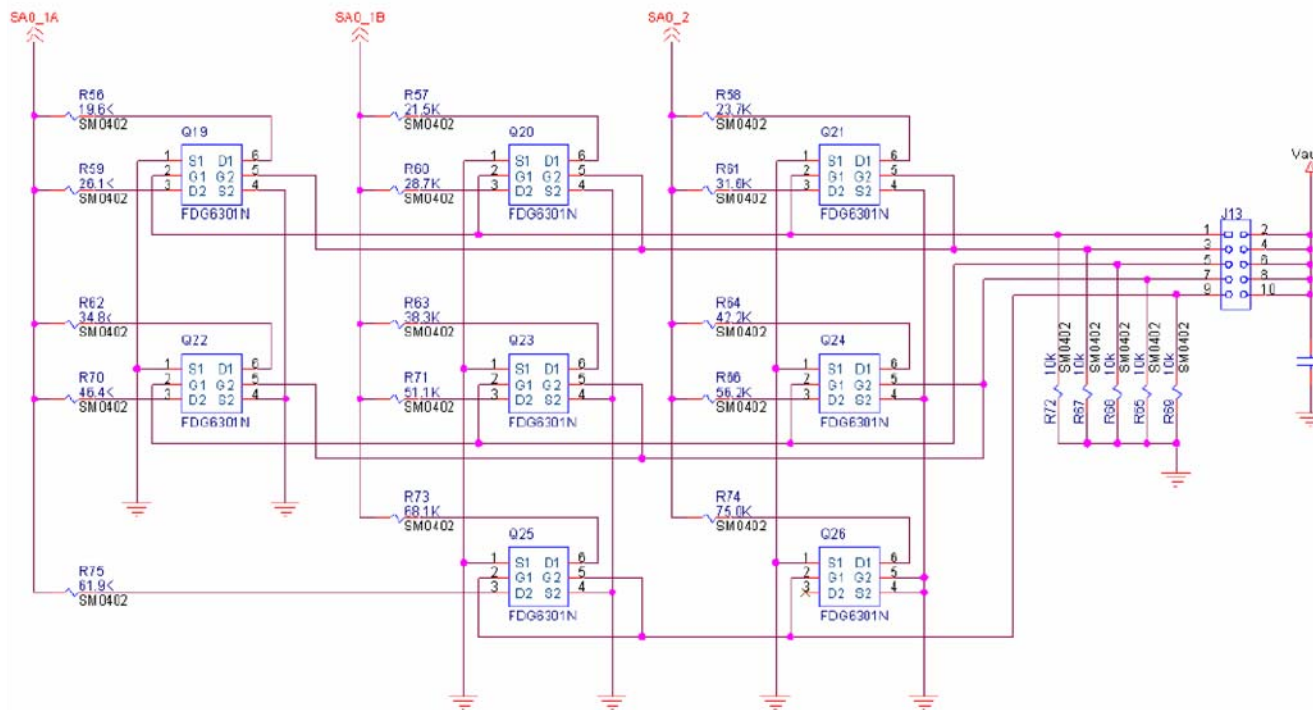 SA0_1A
SA0_1B
SA0_2
R56
19.6K
SM0402
R57
21.5K
SM0402
R58
23.7K
SM0402
Q19
Q20
Q21
R59
26.1K
SM0402
R60
28.7K
SM0402
R61
31.6K
SM0402
1 S1 D1 6
2 G1 G2 5
3 D2 S2 4
FDG6301N
1 S1 D1 6
2 G1 G2 5
3 D2 S2 4
FDG6301N
1 S1 D1 6
2 G1 G2 5
3 D2 S2 4
FDG6301N
J13
1 2
3 4
5 6
7 8
9 10
R62
34.8K
SM0402
R63
38.3K
SM0402
R64
42.2K
SM0402
Q22
Q23
Q24
R70
46.4K
SM0402
R71
51.1K
SM0402
R66
56.2K
SM0402
1 S1 D1 6
2 G1 G2 5
3 D2 S2 4
FDG6301N
1 S1 D1 6
2 G1 G2 5
3 D2 S2 4
FDG6301N
1 S1 D1 6
2 G1 G2 5
3 D2 S2 4
FDG6301N
R72 10k
SM0402
R67 10k
SM0402
R68 10k
SM0402
R65 10k
SM0402
R69 10k
SM0402
R73
68.1K
SM0402
R74
75.0K
SM0402
Q25
Q26
R75
61.9K
SM0402
1 S1 D1 6
2 G1 G2 5
3 D2 S2 4
FDG6301N
1 S1 D1 6
2 G1 G2 5
3 D2 S2 4
FDG6301N